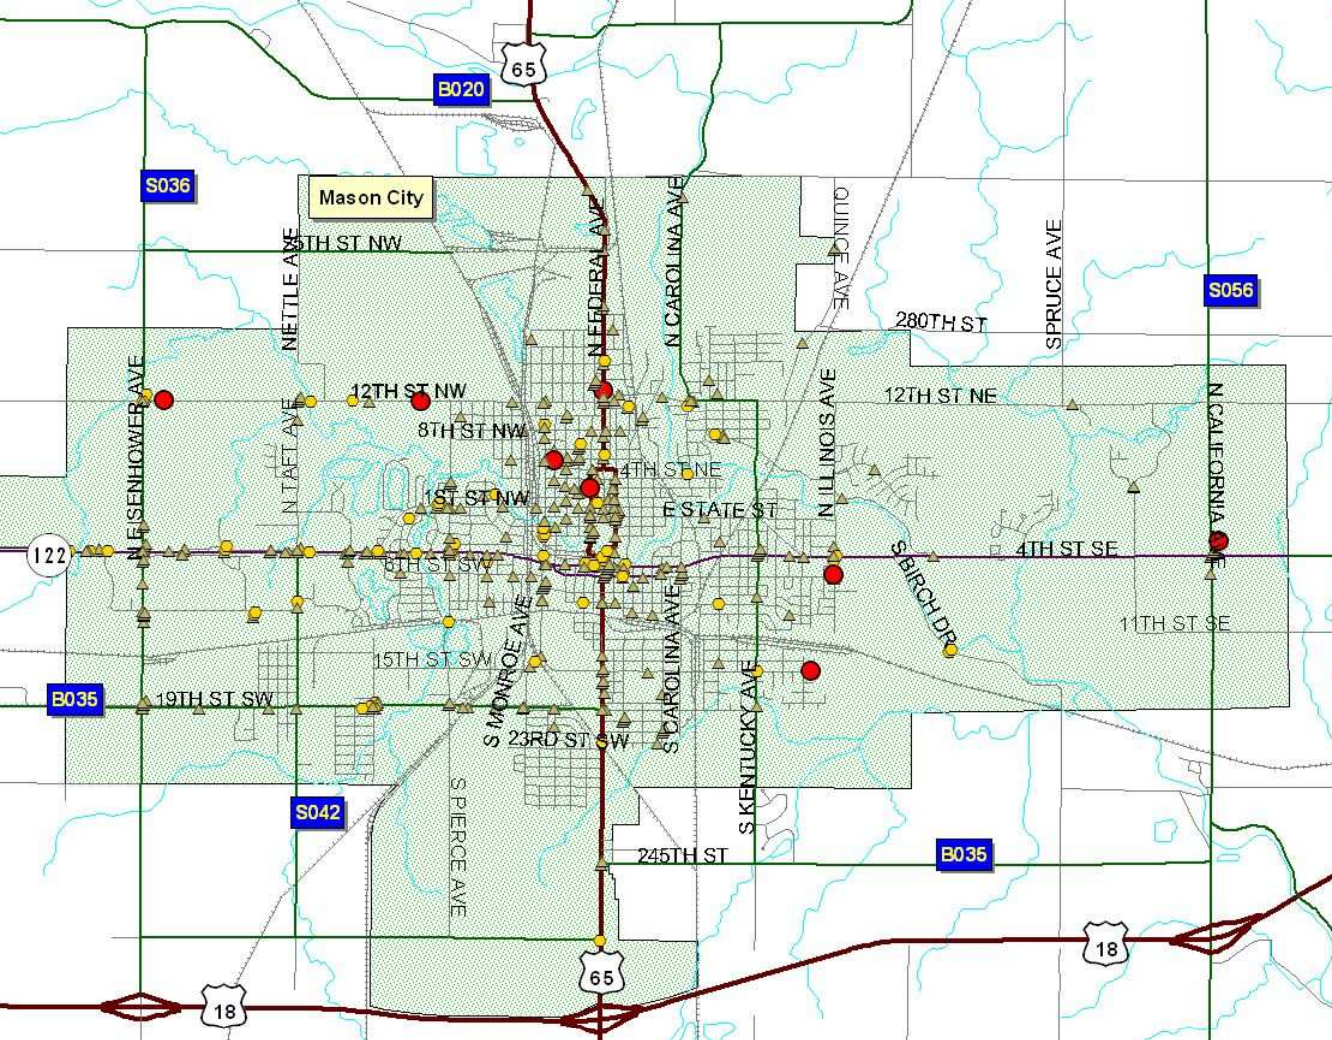 65
B020
S036
Mason City
QUINCE AVE
N CAROLINA AVE
N FEDERAL AVE
SPRUCE AVE
NETTLE AVE
25TH ST NW
S056
280TH ST
N EISENHOWER AVE
12TH ST NW
12TH ST NE
N ILLINOIS AVE
N CALIFORNIA AVE
N TAFT AVE
8TH ST NW
4TH ST NE
1ST ST NW
E STATE ST
122
4TH ST SE
6TH ST SW
S BIRCH DR
S CAROLINA AVE
S MONROE AVE
11TH ST SE
15TH ST SW
B035
19TH ST SW
S KENTUCKY AVE
23RD ST SW
S PIERCE AVE
S042
245TH ST
B035
18
65
18